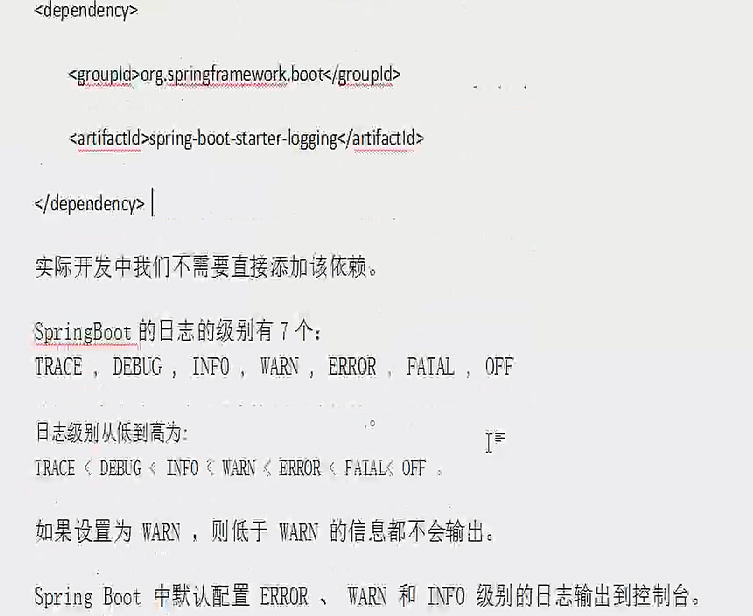 <dependency>
<groupId>org.springframework.boot</groupId>
<artifactId>spring-boot-starter-logging</artifactId>
</dependency>
实际开发中我们不需要直接添加该依赖。
SpringBoot 的日志的级别有 7 个：
TRACE ， DEBUG ， INFO ， WARN ， ERROR ， FATAL ， OFF
日志级别从低到高为：
TRACE < DEBUG < INFO < WARN < ERROR < FATAL< OFF 。
如果设置为 WARN ，则低于 WARN 的信息都不会输出。
Spring Boot 中默认配置 ERROR 、 WARN 和 INFO 级别的日志输出到控制台。